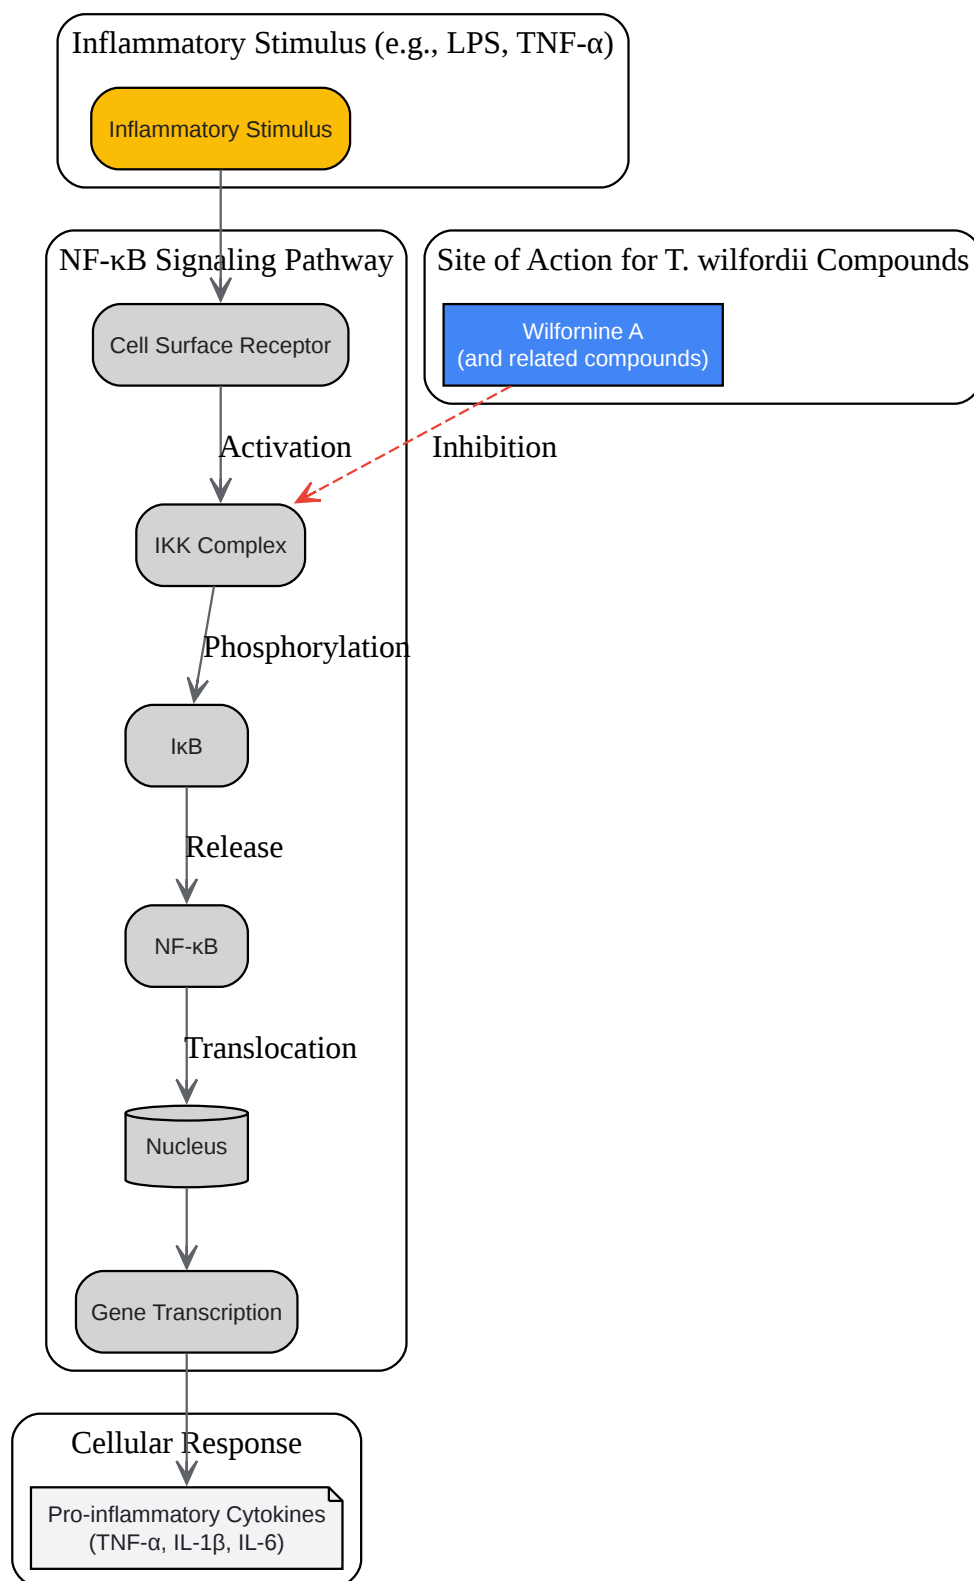 Inflammatory Stimulus (e.g., LPS, TNF-α)
Inflammatory Stimulus
NF-κB Signaling Pathway
Site of Action for T. wilfordii Compounds
Cell Surface Receptor
Wilfornine A
(and related compounds)
Activation
Inhibition
IKK Complex
Phosphorylation
IκB
Release
NF-κB
Translocation
Nucleus
Gene Transcription
Cellular Response
Pro-inflammatory Cytokines
(TNF-α, IL-1β, IL-6)